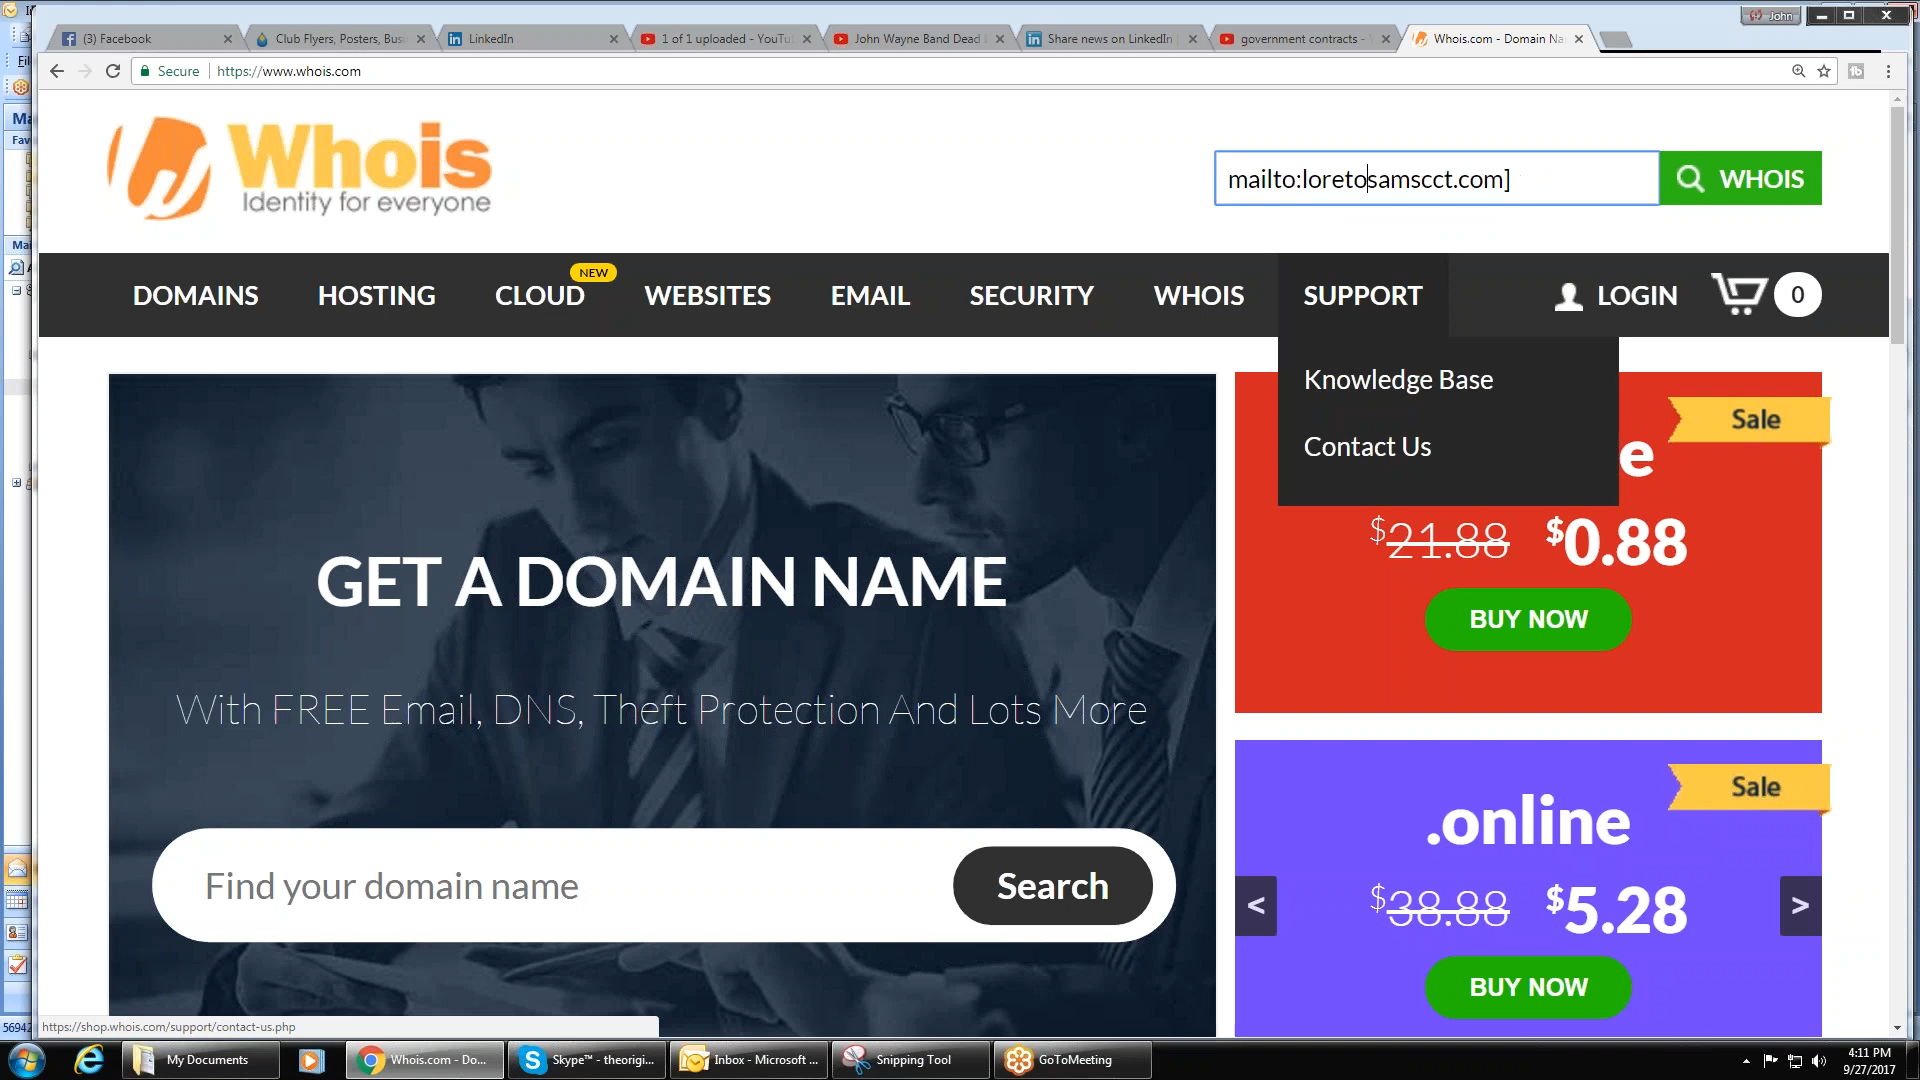 John
(3) Facebook
Club Flyers, Posters, Bus
LinkedIn
1 of 1 uploaded - YouTu
John Wayne Band Dead
Share news on LinkedIn
government contracts -
Whois.com - Domain Na
Secure
https://www.whois.com
Whois
Identity for everyone
mailto:loretosamscct.com]
WHOIS
DOMAINS
HOSTING
CLOUD
NEW
WEBSITES
EMAIL
SECURITY
WHOIS
SUPPORT
LOGIN
0
Knowledge Base
Contact Us
GET A DOMAIN NAME
With FREE Email, DNS, Theft Protection And Lots More
Find your domain name
Search
Sale
e
$21.88 $0.88
BUY NOW
Sale
.online
$38.88 $5.28
<
>
BUY NOW
https://shop.whois.com/support/contact-us.php
My Documents
Whois.com - Do...
Skype™ - theorigi...
Inbox - Microsoft ...
Snipping Tool
GoToMeeting
4:11 PM
9/27/2017